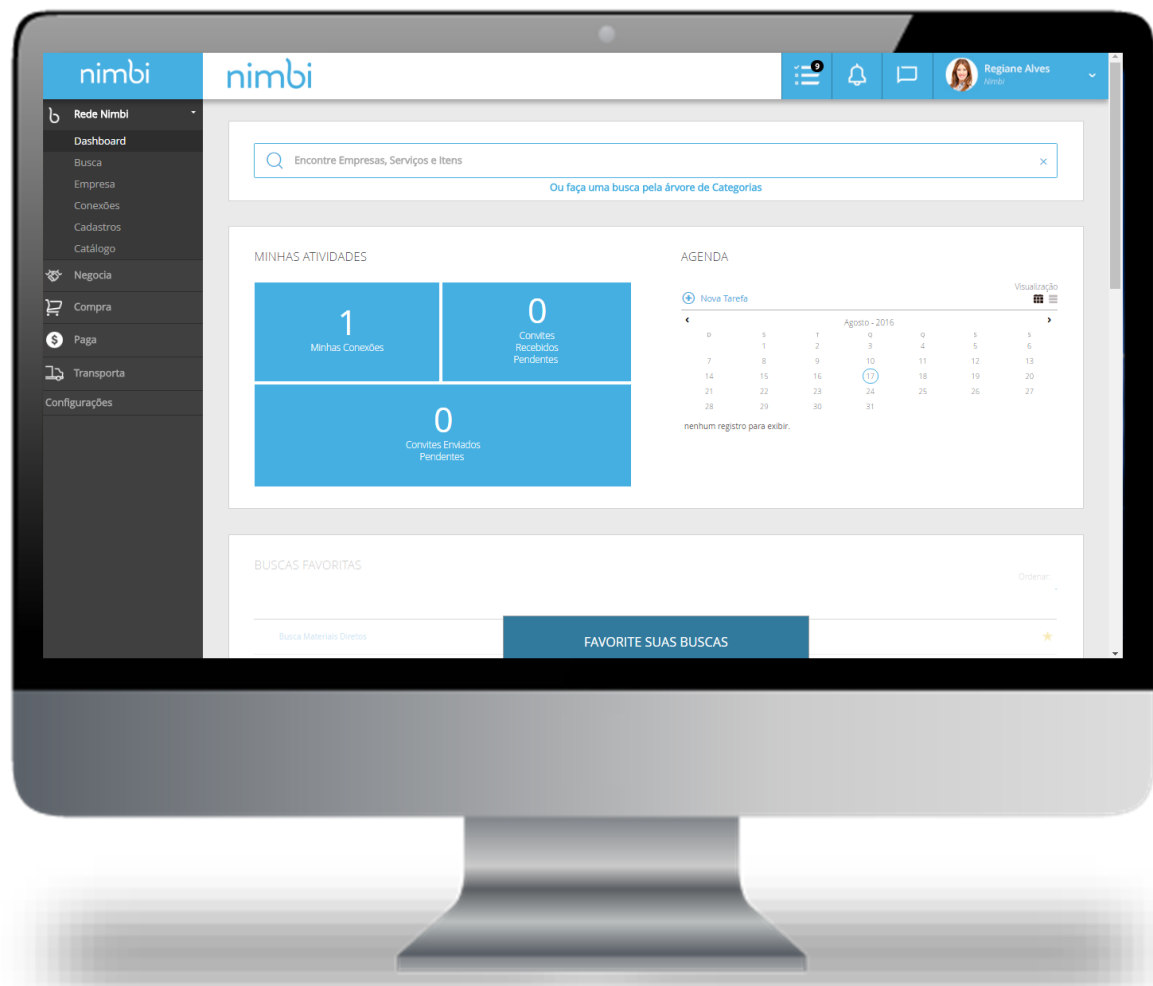 nimbi
nimbi
9
Regiane Alves
Nimbi
Rede Nimbi
Dashboard
Busca
Empresa
Conexões
Cadastros
Catálogo
Negocia
Compra
$ Paga
Transporta
Configurações
Encontre Empresas, Serviços e Itens
×
Ou faça uma busca pela árvore de Categorias
MINHAS ATIVIDADES
1
Minhas Conexões
0
Convites
Recebidos
Pendentes
0
Convites Enviados
Pendentes
AGENDA
Visualização
Nova Tarefa
Agosto - 2016
D S T Q Q S S
1 2 3 4 5 6
7 8 9 10 11 12 13
14 15 16 17 18 19 20
21 22 23 24 25 26 27
28 29 30 31
nenhum registro para exibir.
BUSCAS FAVORITAS
Ordenar:
Busca Materiais Diretos
FAVORITE SUAS BUSCAS